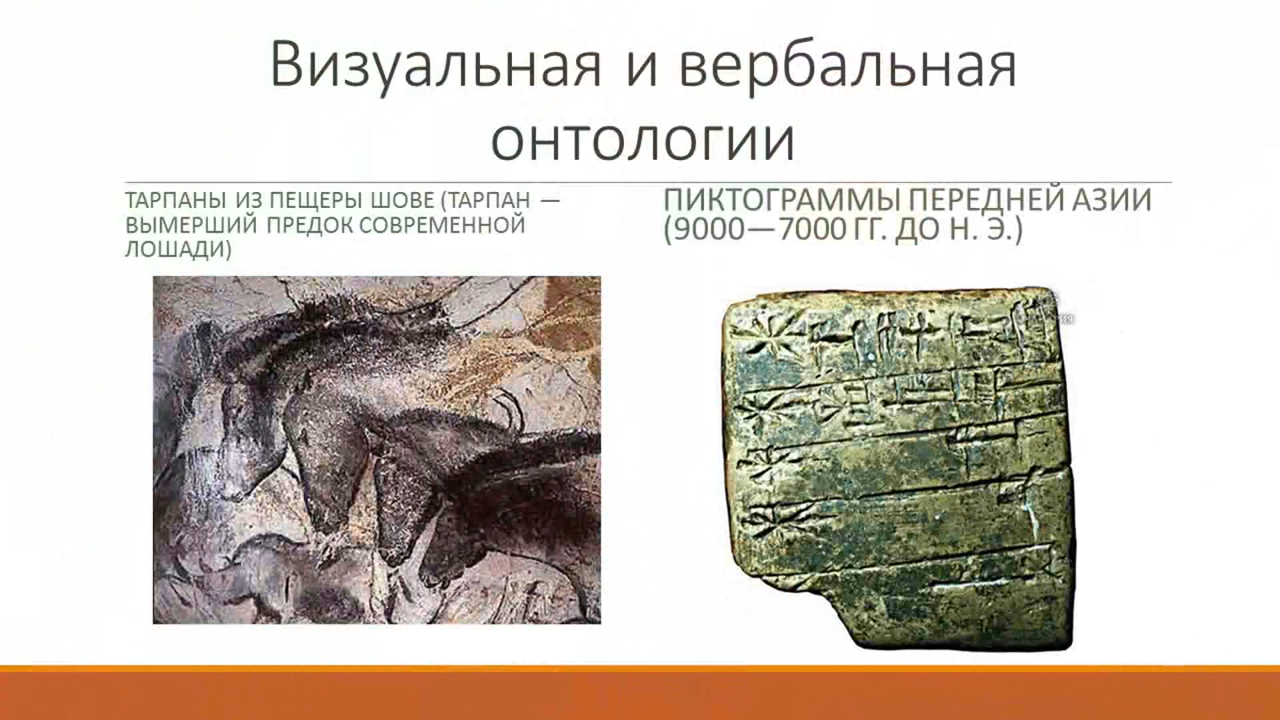 Визуальная и вербальная
онтологии
ТАРПАНЫ ИЗ ПЕЩЕРЫ ШОВЕ (ТАРПАН —
ВЫМЕРШИЙ ПРЕДОК СОВРЕМЕННОЙ
ЛОШАДИ)
ПИКТОГРАММЫ ПЕРЕДНЕЙ АЗИИ
(9000—7000 ГГ. ДО Н. Э.)